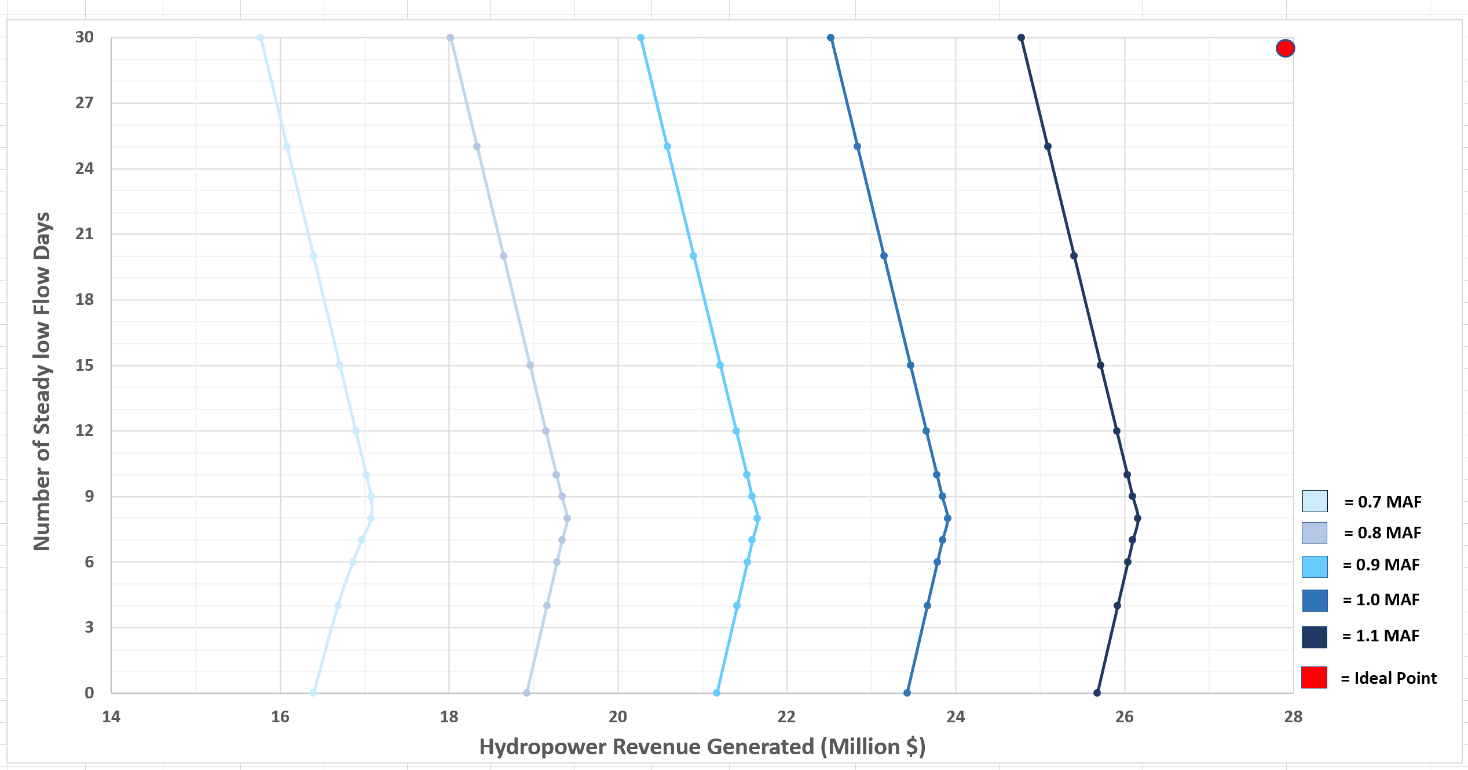 30
27
24
21
18
15
12
9
6
3
0
Number of Steady low Flow Days
14 16 18 20 22 24 26 28
Hydropower Revenue Generated (Million $)
= 0.7 MAF
= 0.8 MAF
= 0.9 MAF
= 1.0 MAF
= 1.1 MAF
= Ideal Point